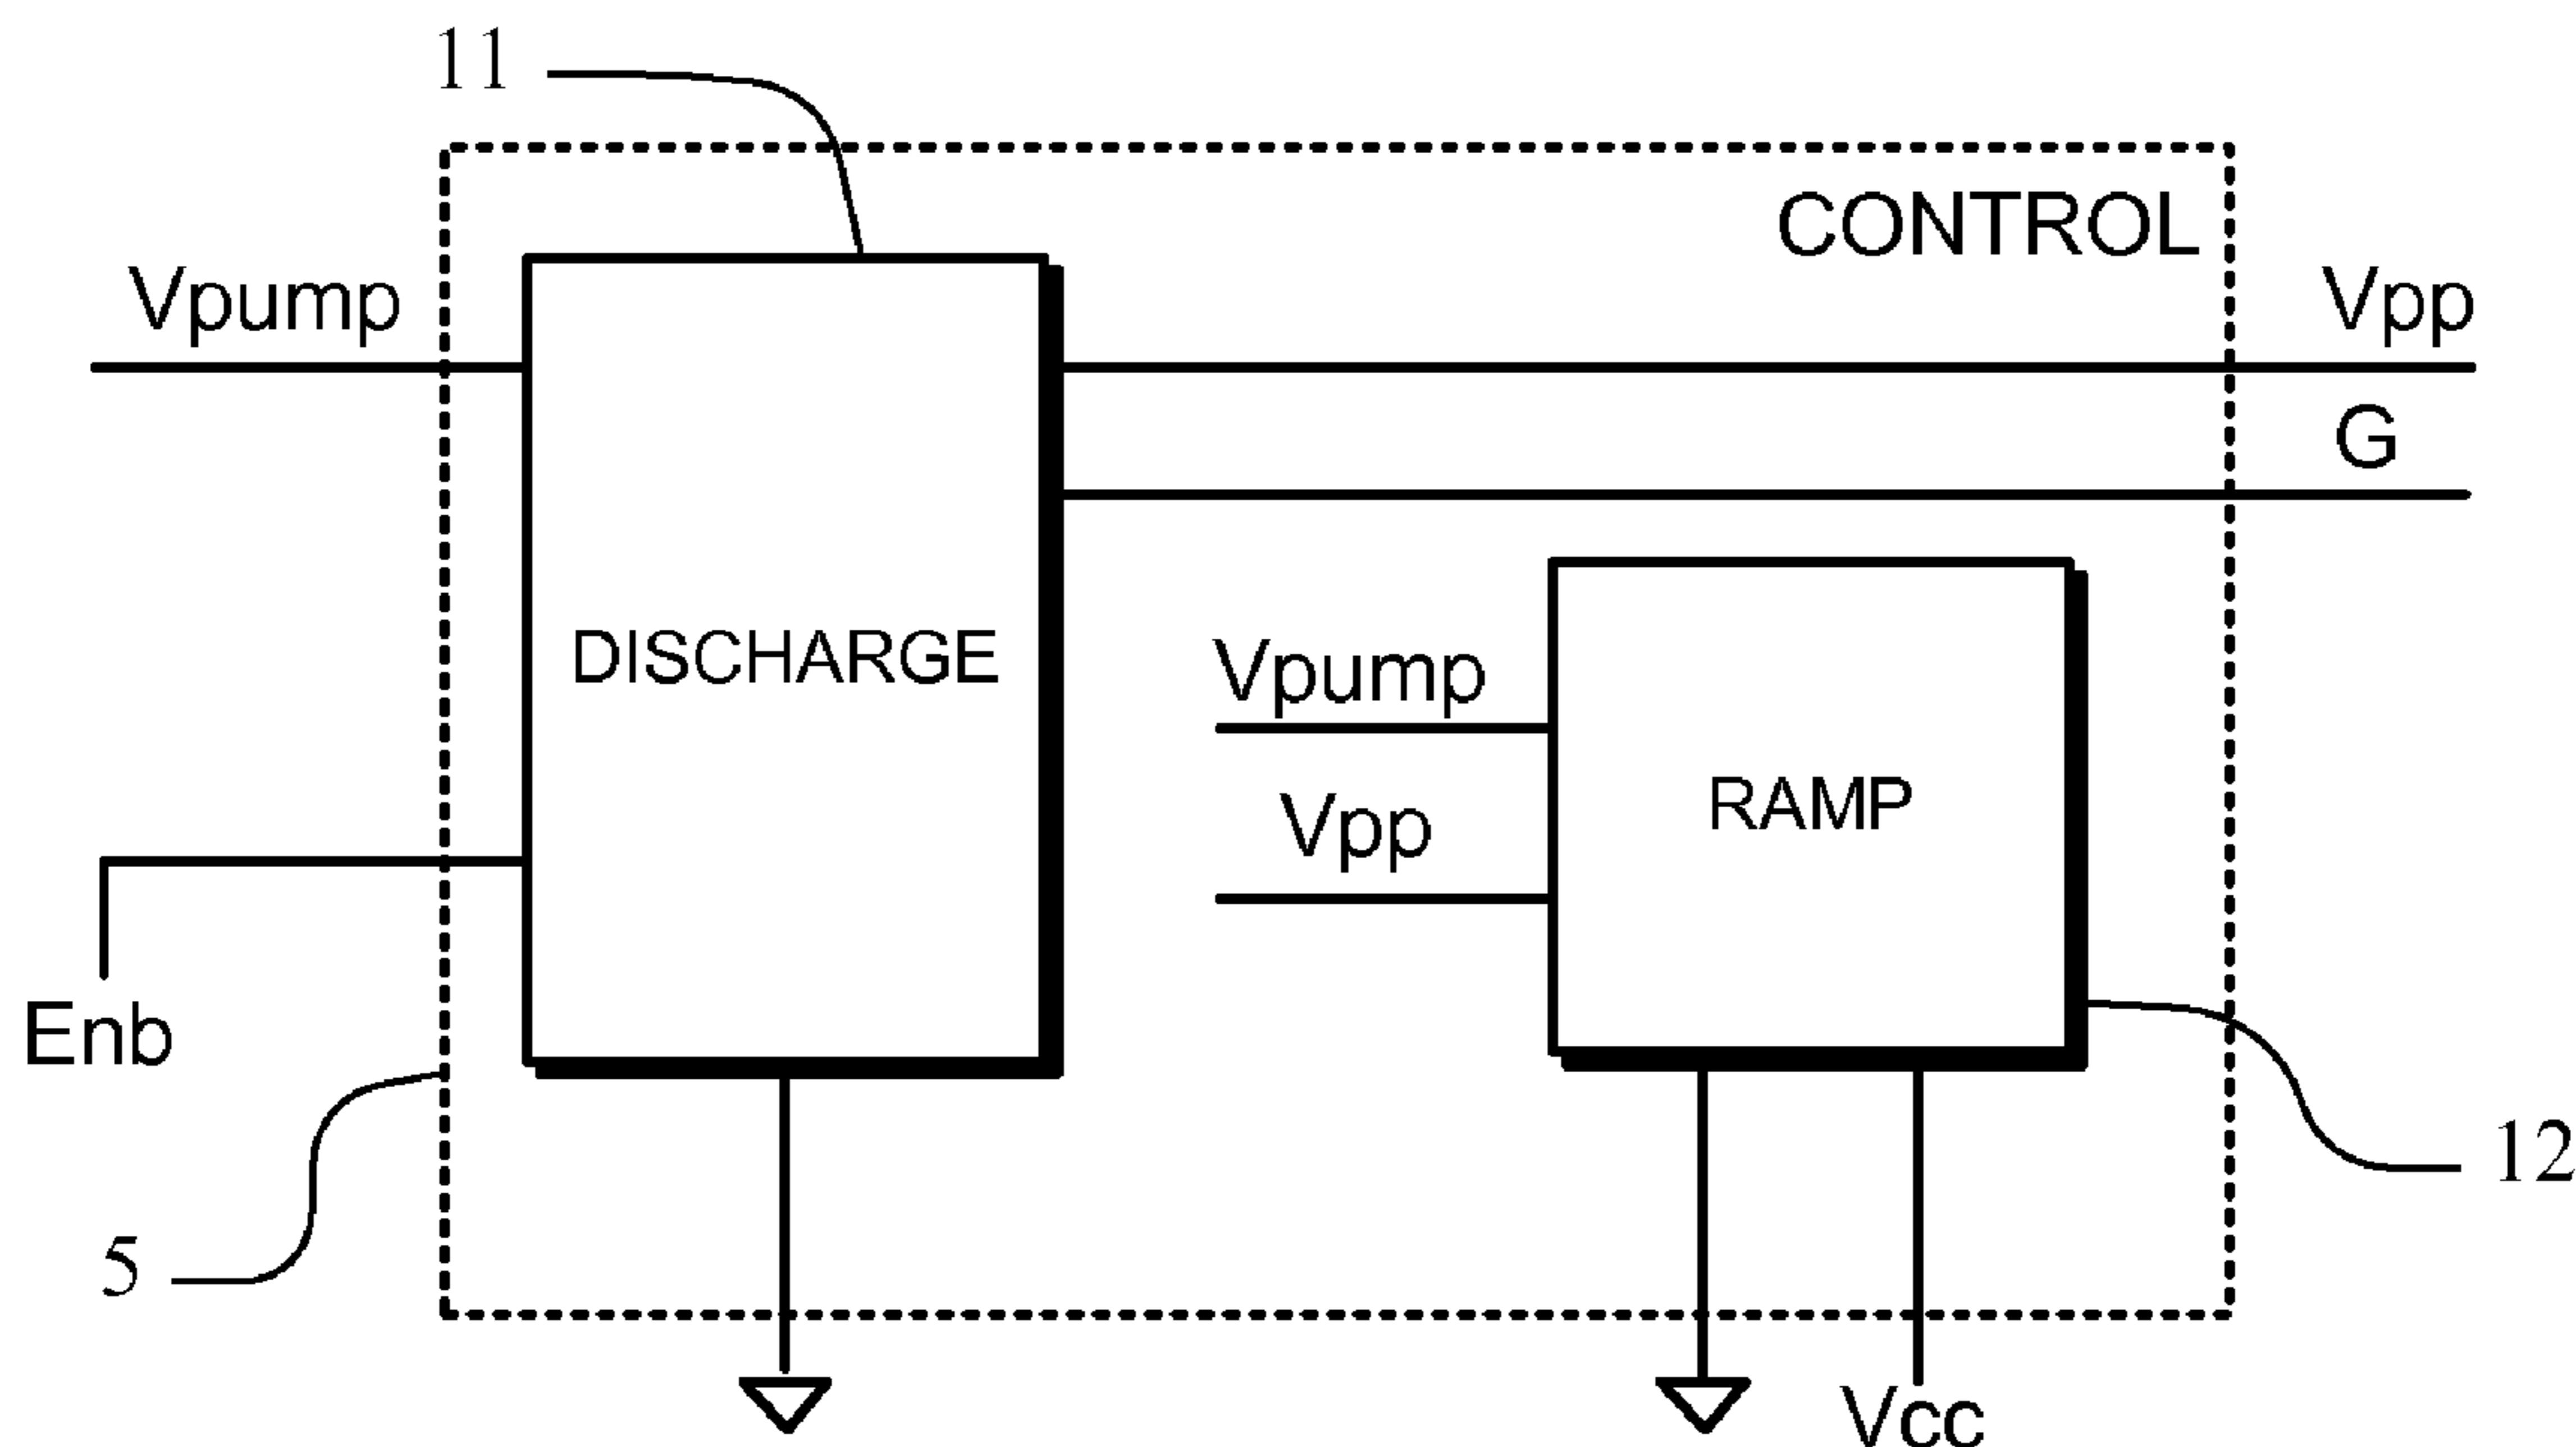 11
CONTROL
Vpump
Vpp
G
DISCHARGE
Vpump
RAMP
Vpp
Enb
12
5
Vcc